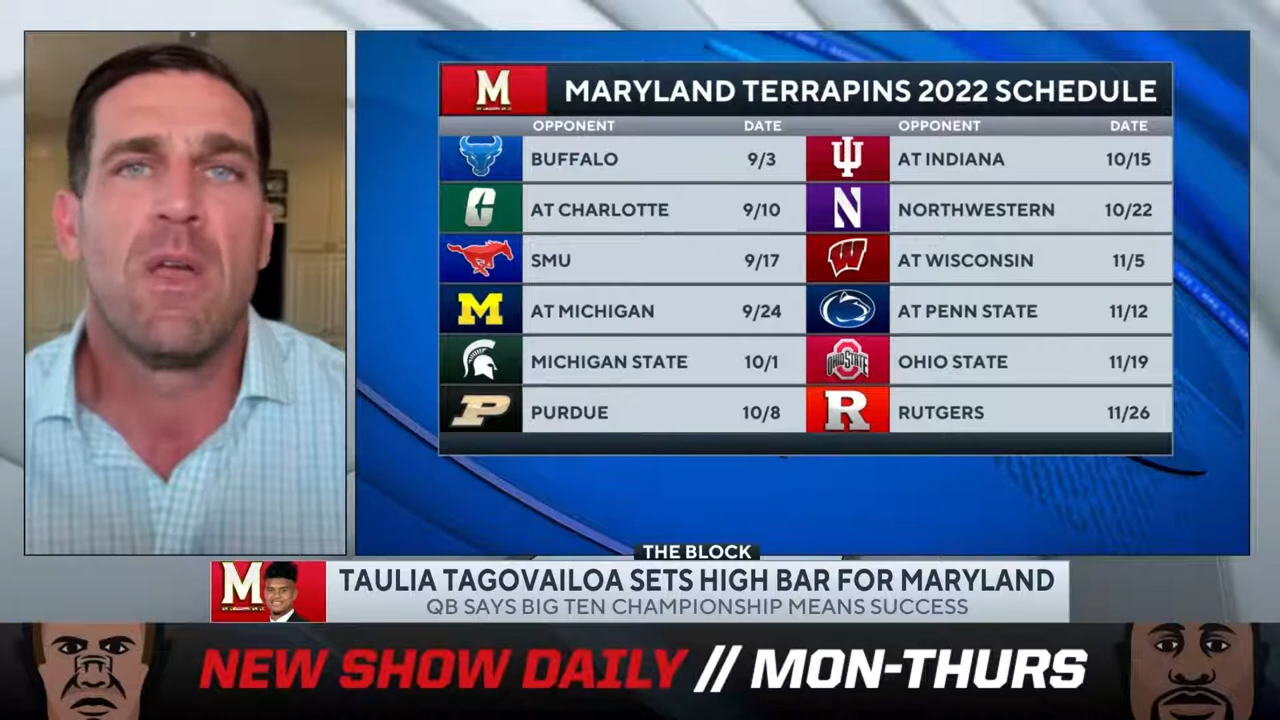 M
MARYLAND TERRAPINS 2022 SCHEDULE
OPPONENT DATE OPPONENT DATE
BUFFALO 9/3 AT INDIANA 10/15
C AT CHARLOTTE 9/10 N NORTHWESTERN 10/22
SMU 9/17 W AT WISCONSIN 11/5
M AT MICHIGAN 9/24 AT PENN STATE 11/12
MICHIGAN STATE 10/1 OHIO STATE OHIO STATE 11/19
P PURDUE 10/8 R RUTGERS 11/26
THE BLOCK
M TAULIA TAGOVAILOA SETS HIGH BAR FOR MARYLAND
QB SAYS BIG TEN CHAMPIONSHIP MEANS SUCCESS
NEW SHOW DAILY // MON-THURS